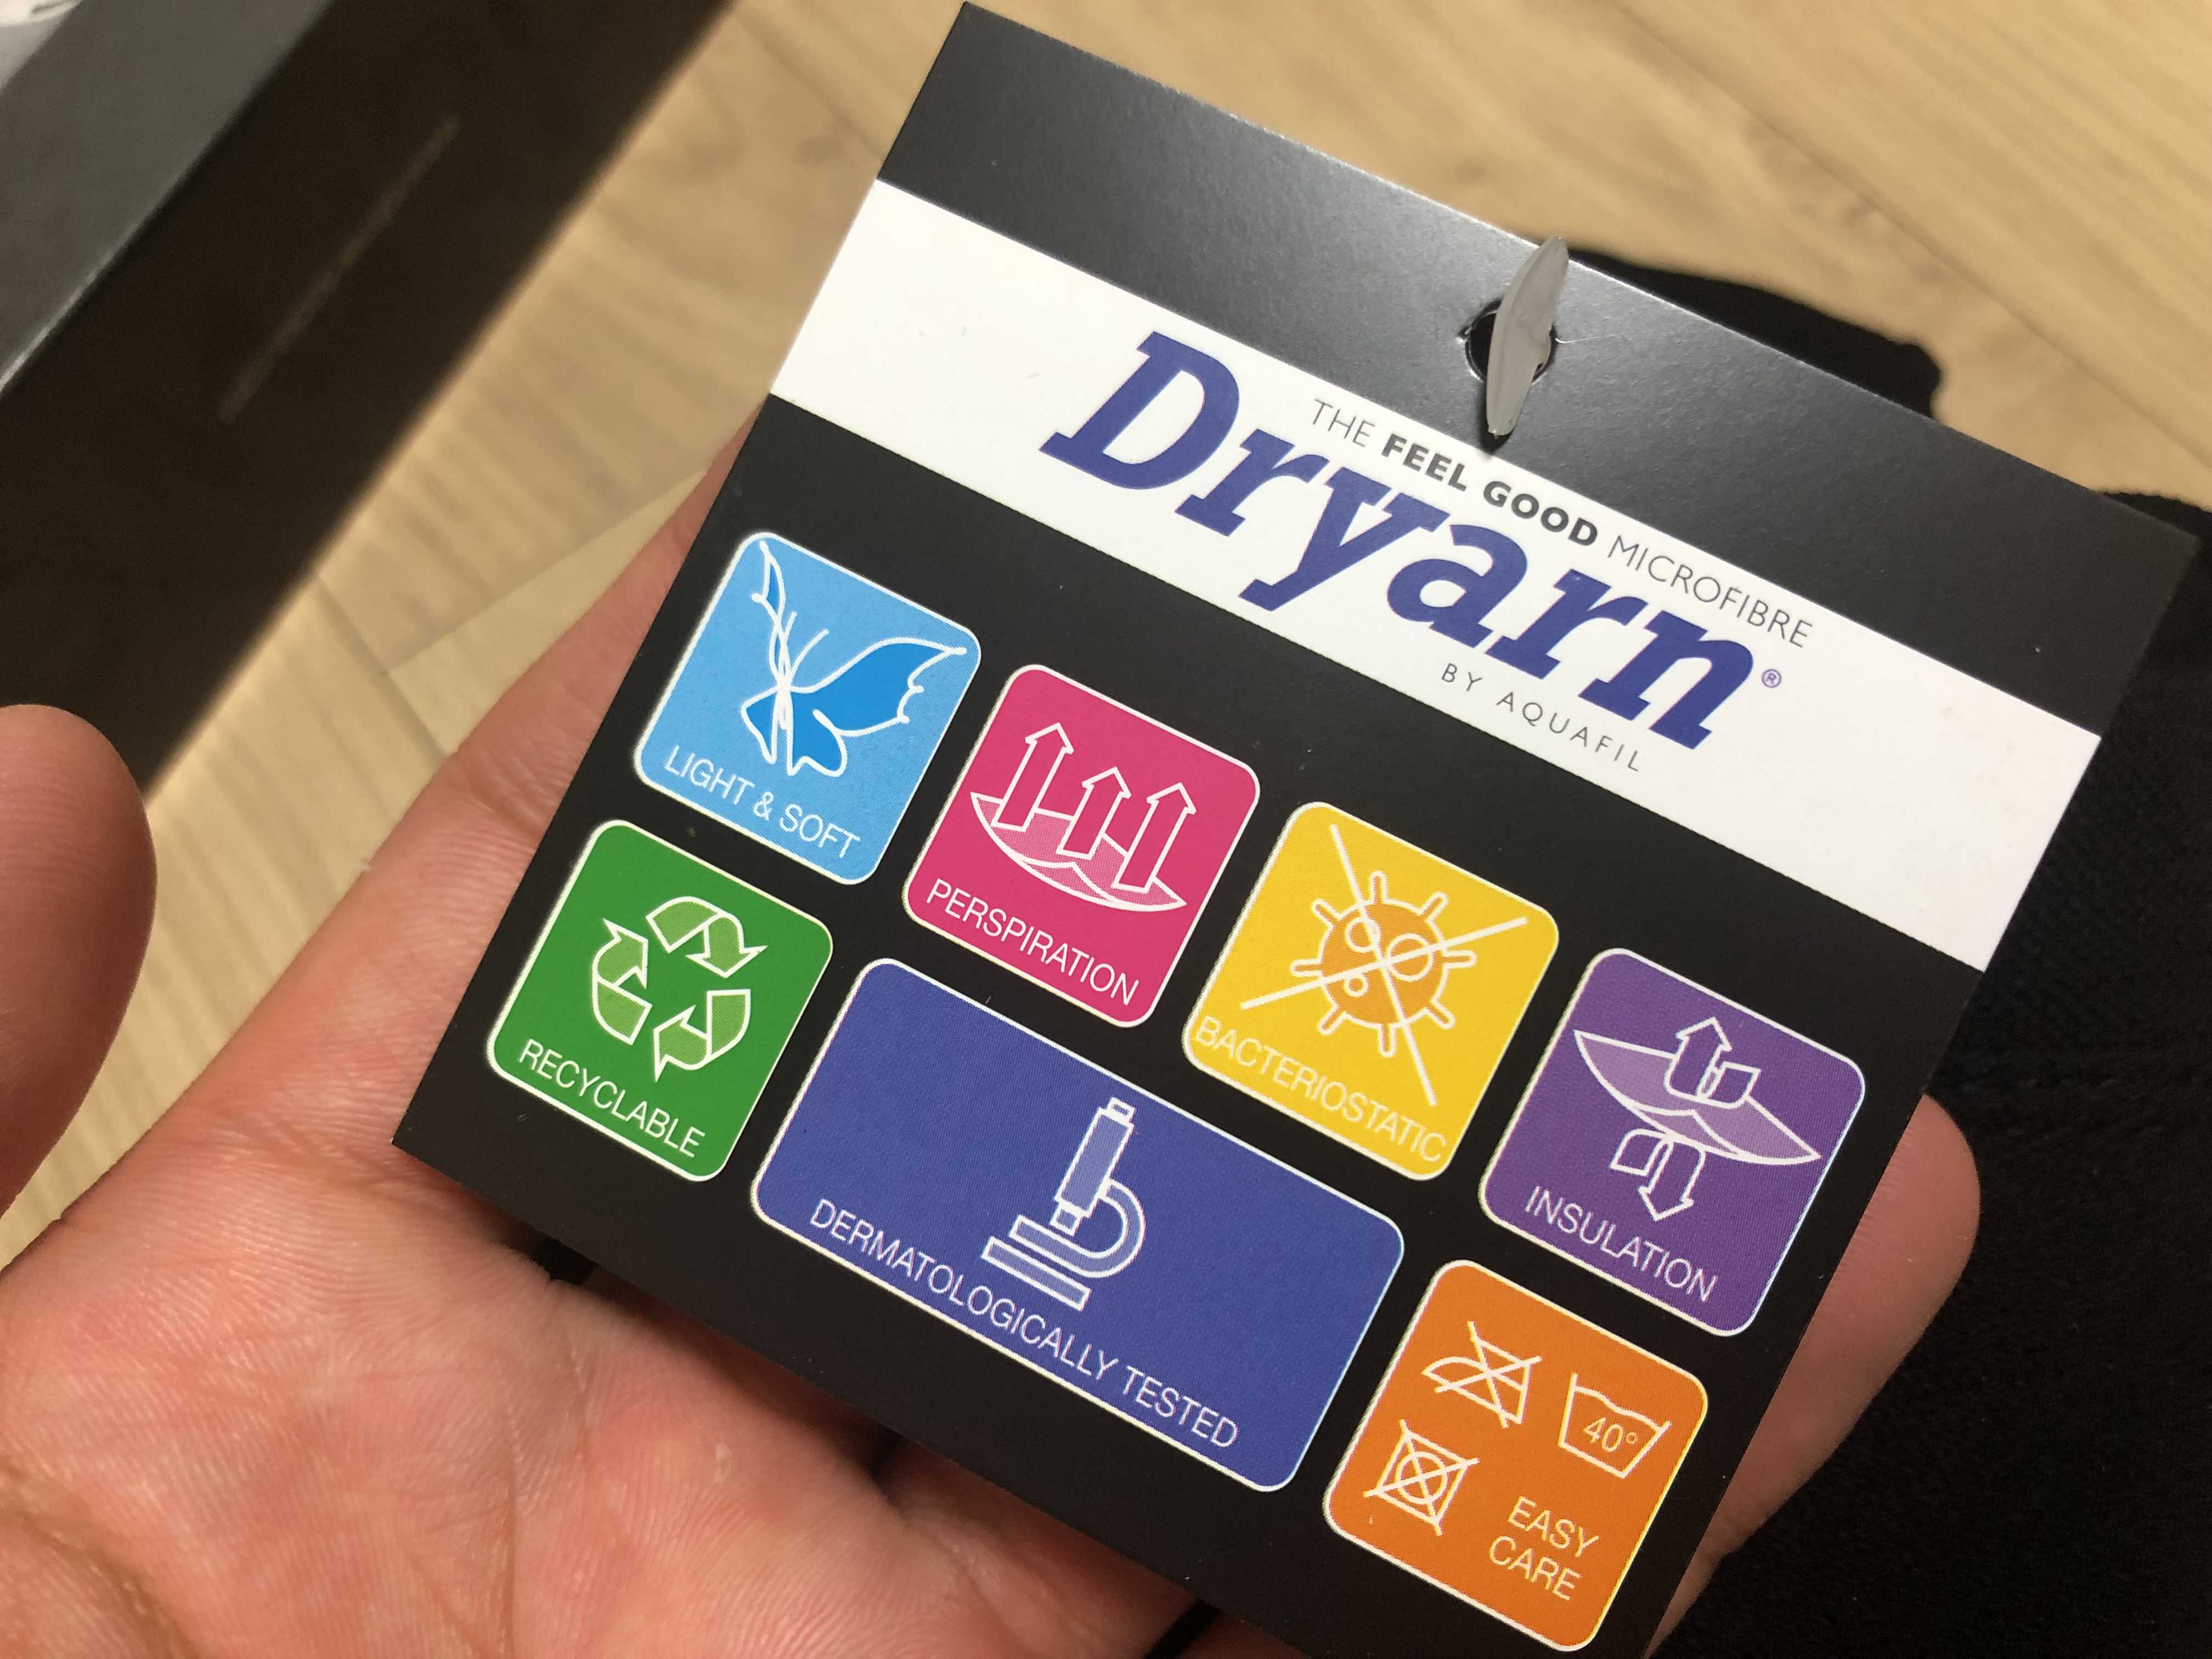 THE FEEL GOOD MICROFIBRE
Dryarn®
BY AQUAFIL
LIGHT & SOFT
PERSPIRATION
BACTERIOSTATIC
INSULATION
RECYCLABLE
DERMATOLOGICALLY TESTED
40°
EASY
CARE